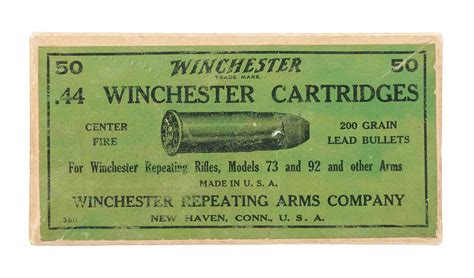 50 WINCHESTER 50
TRADE MARK
.44 WINCHESTER CARTRIDGES
CENTER FIRE
200 GRAIN LEAD BULLETS
For Winchester Repeating Rifles, Models 73 and 92 and other Arms
MADE IN U.S.A.
WINCHESTER REPEATING ARMS COMPANY
NEW HAVEN, CONN., U.S.A.